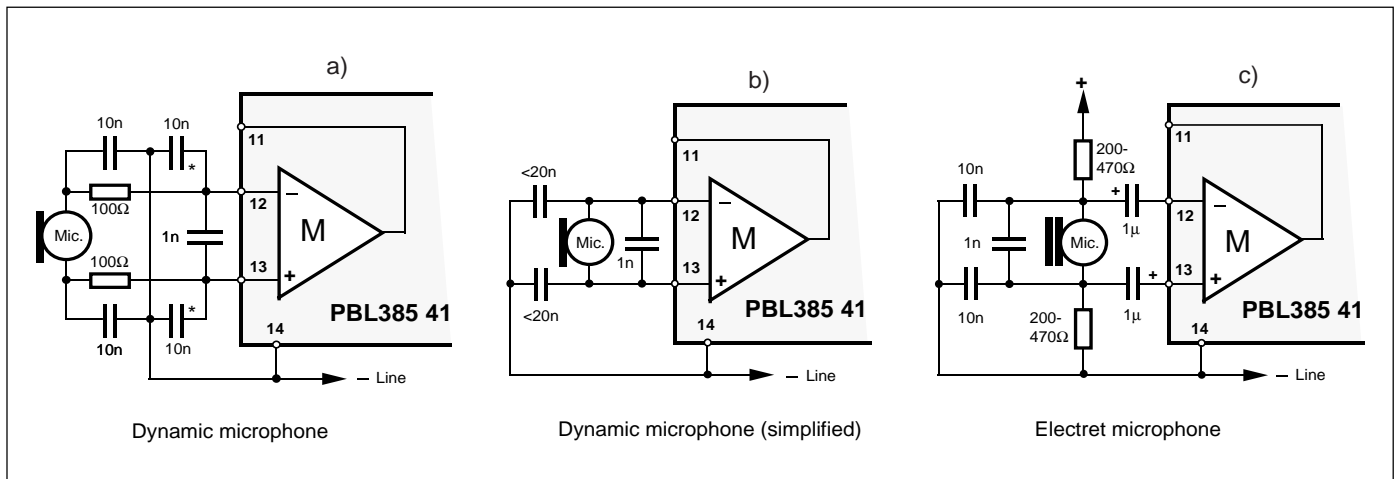 a)
10n
10n
*
11
12
100Ω
Mic.
1n
M
−
+
100Ω
13
*
10n
10n
14
PBL385 41
− Line
Dynamic microphone
b)
11
<20n
12
Mic.
1n
M
−
+
13
<20n
14
PBL385 41
− Line
Dynamic microphone (simplified)
c)
+
200-
470Ω
11
10n
+
12
1µ
1n
Mic.
M
−
+
13
+
1µ
10n
200-
470Ω
14
PBL385 41
− Line
Electret microphone